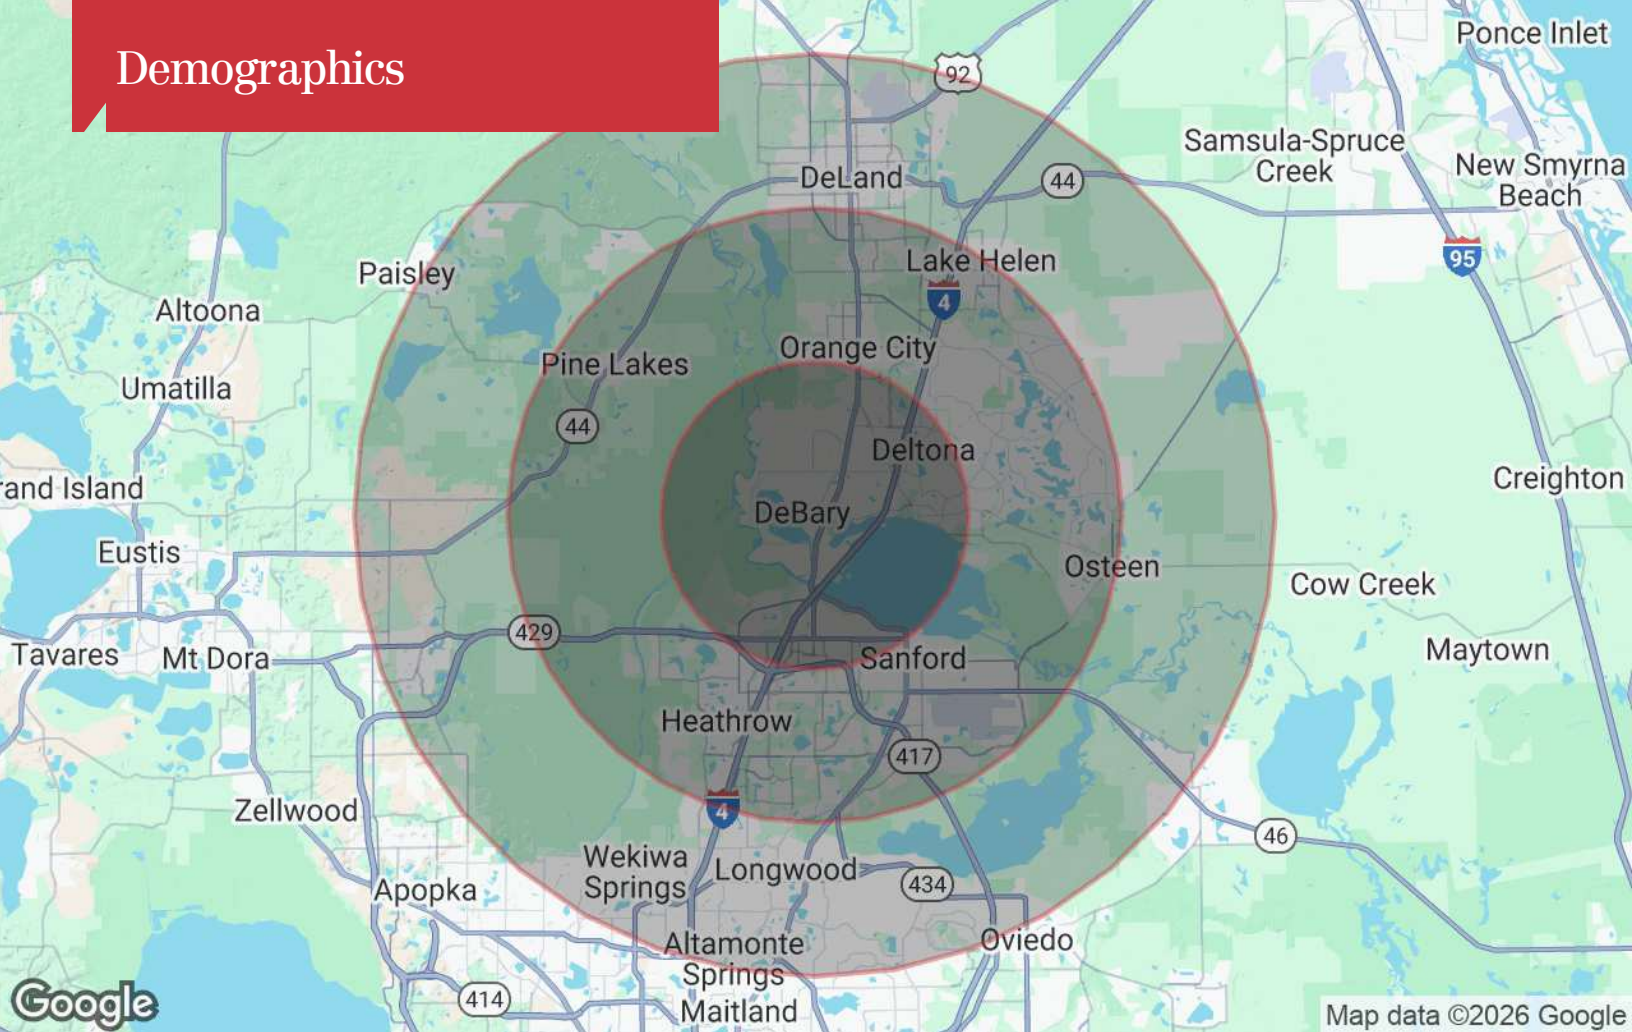 Demographics
Ponce Inlet
92
Samsula-Spruce
Creek
New Smyrna
Beach
DeLand
44
95
Lake Helen
Paisley
4
Altoona
Orange City
Pine Lakes
Umatilla
44
Deltona
rand Island
Creighton
DeBary
Eustis
Osteen
Cow Creek
429
Tavares
Mt Dora
Sanford
Maytown
Heathrow
417
4
Zellwood
46
Wekiwa
Springs
Longwood
434
Apopka
Altamonte
Springs
Oviedo
414
Maitland
Google
Map data ©2026 Google